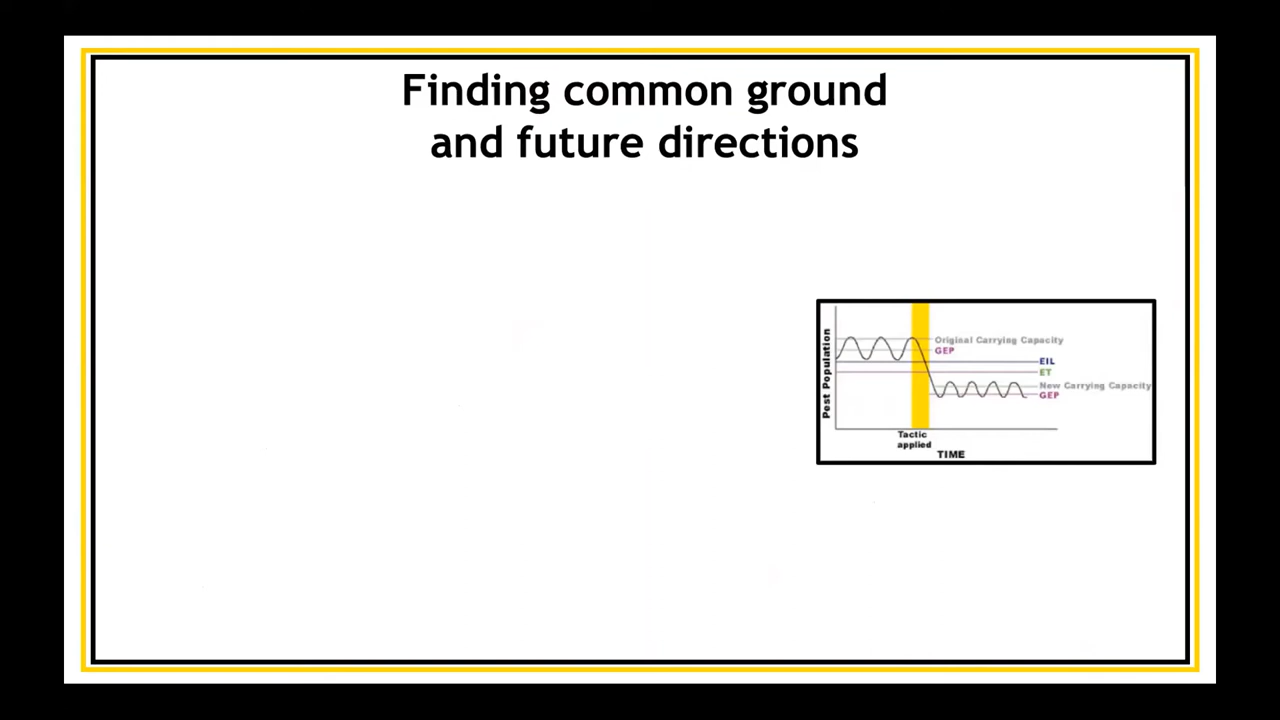 Finding common ground
and future directions
Pest Population
Original Carrying Capacity
GEP
EIL
ET
New Carrying Capacity
GEP
Tactic
applied
TIME